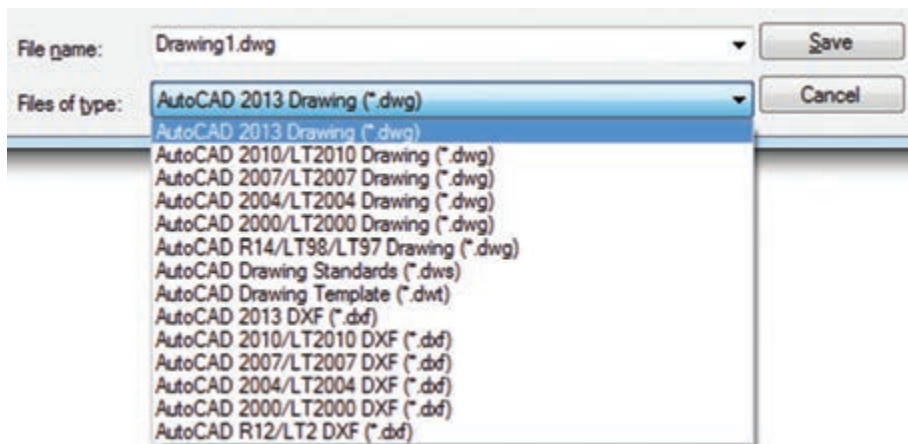 File name: Drawing1.dwg Save
Files of type: AutoCAD 2013 Drawing (*.dwg) Cancel
AutoCAD 2013 Drawing (*.dwg)
AutoCAD 2010/LT2010 Drawing (*.dwg)
AutoCAD 2007/LT2007 Drawing (*.dwg)
AutoCAD 2004/LT2004 Drawing (*.dwg)
AutoCAD 2000/LT2000 Drawing (*.dwg)
AutoCAD R14/LT98/LT97 Drawing (*.dwg)
AutoCAD Drawing Standards (*.dws)
AutoCAD Drawing Template (*.dwt)
AutoCAD 2013 DXF (*.dxf)
AutoCAD 2010/LT2010 DXF (*.dxf)
AutoCAD 2007/LT2007 DXF (*.dxf)
AutoCAD 2004/LT2004 DXF (*.dxf)
AutoCAD 2000/LT2000 DXF (*.dxf)
AutoCAD R12/LT2 DXF (*.dxf)